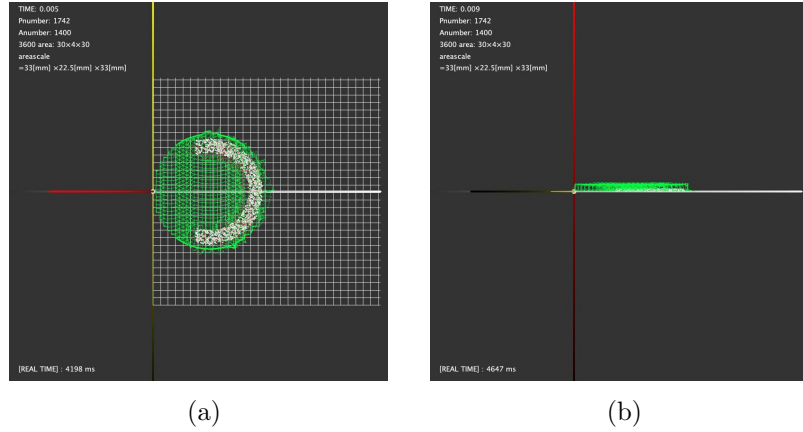 TIME: 0.005
Pnumber: 1742
Anumber: 1400
3600 area: 30×4×30
areascale
=33[mm] ×22.5[mm] ×33[mm]
[REAL TIME] : 4198 ms
(a)
TIME: 0.009
Pnumber: 1742
Anumber: 1400
3600 area: 30×4×30
areascale
=33[mm] ×22.5[mm] ×33[mm]
[REAL TIME] : 4647 ms
(b)